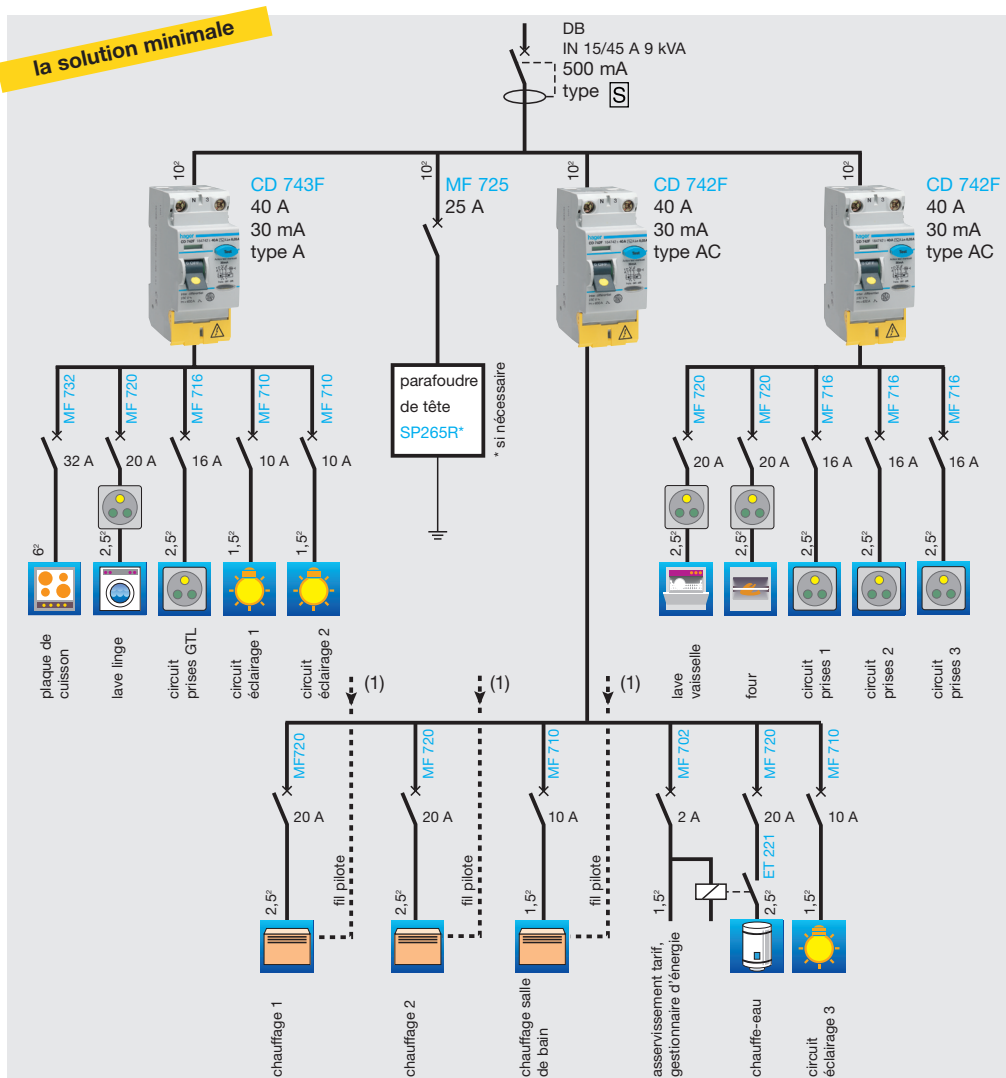 la solution minimale
DB
IN 15/45 A 9 kVA
500 mA
type S
10²
CD 743F
40 A
30 mA
type A
10²
MF 725
25 A
10²
CD 742F
40 A
30 mA
type AC
10²
CD 742F
40 A
30 mA
type AC
hager
hager
hager
parafoudre
de tête
SP265R*
* si nécessaire
MF 732
MF 720
MF 716
MF 710
MF 710
32 A
20 A
16 A
10 A
10 A
6²
2,5²
2,5²
1,5²
1,5²
plaque de
cuisson
lave linge
circuit
prises GTL
circuit
éclairage 1
circuit
éclairage 2
MF 720
MF 720
MF 716
MF 716
MF 716
20 A
20 A
16 A
16 A
16 A
2,5²
2,5²
2,5²
2,5²
2,5²
lave
vaisselle
four
circuit
prises 1
circuit
prises 2
circuit
prises 3
(1)
(1)
(1)
MF720
MF 720
MF 710
MF 702
MF 720
MF 710
20 A
20 A
10 A
2 A
20 A
10 A
ET 221
fil pilote
fil pilote
fil pilote
2,5²
2,5²
1,5²
1,5²
2,5²
1,5²
chauffage 1
chauffage 2
chauffage salle
de bain
asservissement tarif,
gestionnaire d'énergie
chauffe-eau
circuit
éclairage 3